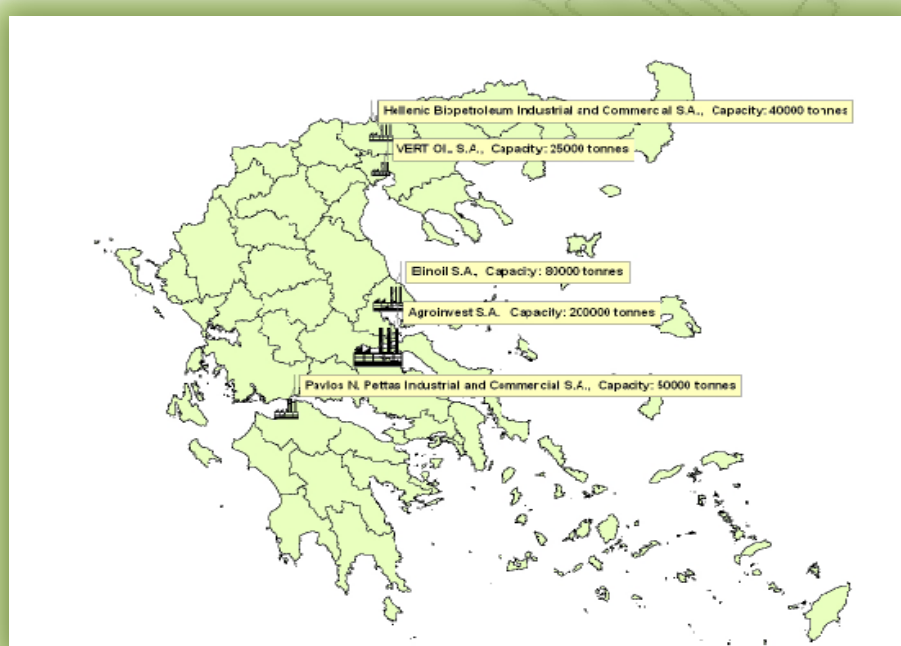 Hellenic Biopetroleum Industrial and Commercal S.A., Capacity: 40000 tonnes
VERT OIL S.A., Capacity: 25000 tonnes
Elinoil S.A., Capacity: 80000 tonnes
Agroinvest S.A. Capacity: 200000 tonnes
Pavlos N. Pettas Industrial and Commercial S.A., Capacity: 50000 tonnes